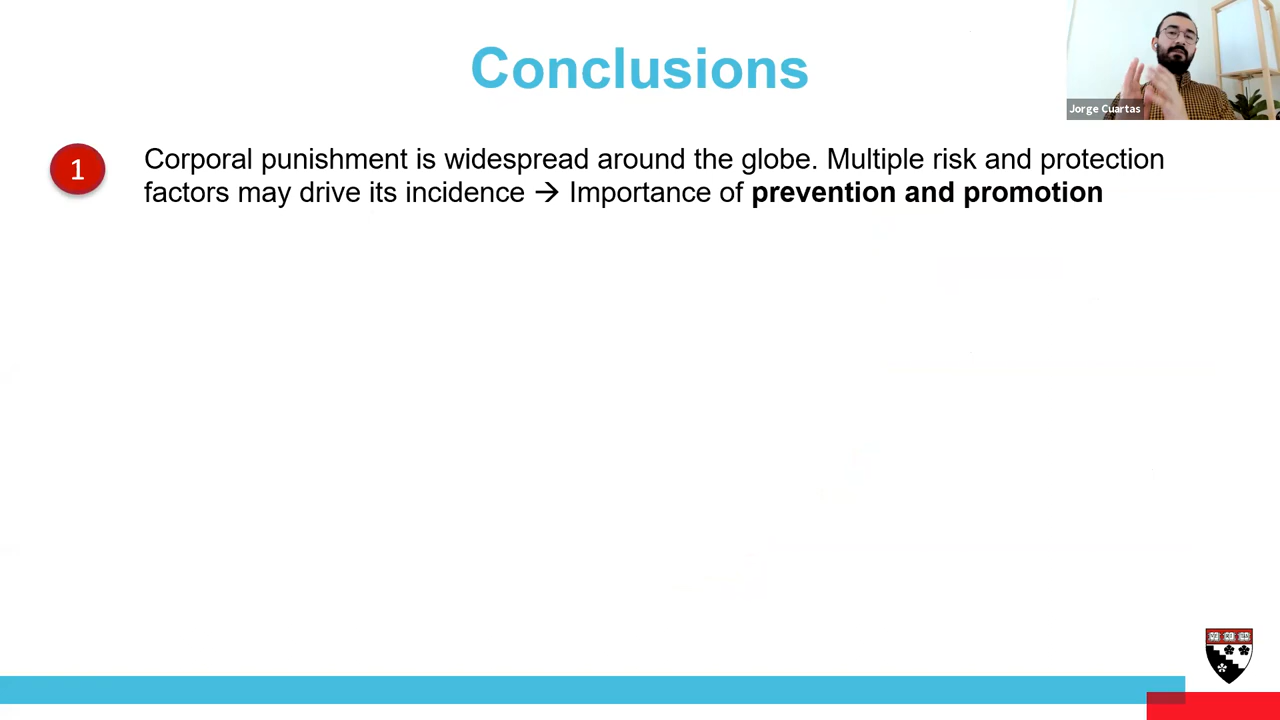 Conclusions
Jorge Cuartas
1
Corporal punishment is widespread around the globe. Multiple risk and protection
factors may drive its incidence → Importance of prevention and promotion